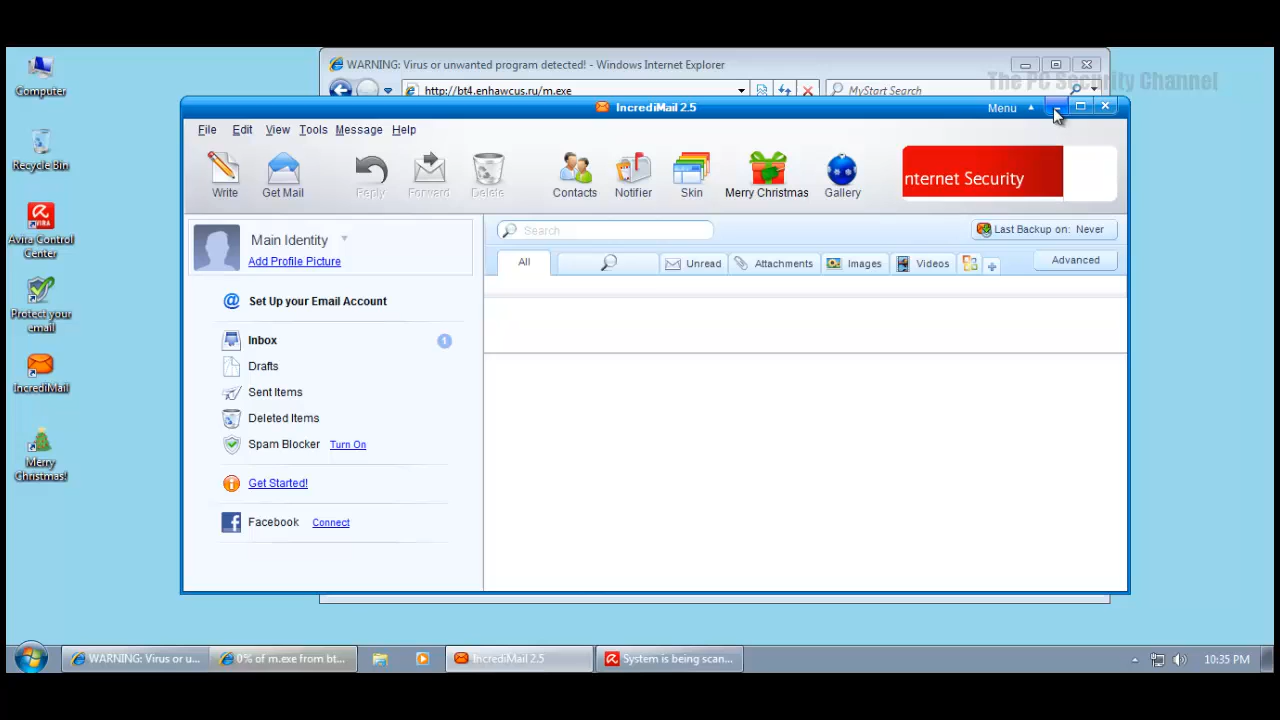 WARNING: Virus or unwanted program detected! - Windows Internet Explorer
The PC Security Channel
http://bt4.enhawcus.ru/m.exe
MyStart Search
IncrediMail 2.5
Menu
File Edit View Tools Message Help
Write Get Mail Reply Forward Delete Contacts Notifier Skin Merry Christmas Gallery
nternet Security
Main Identity
Add Profile Picture
Search
Last Backup on: Never
All
Unread
Attachments
Images
Videos
Advanced
Set Up your Email Account
Inbox 1
Drafts
Sent Items
Deleted Items
Spam Blocker Turn On
Get Started!
Facebook Connect
Computer
Recycle Bin
AVIRA
Avira Control
Center
Protect your
email
IncrediMail
Merry
Christmas!
WARNING: Virus or u...
0% of m.exe from bt...
IncrediMail 2.5
System is being scan...
10:35 PM